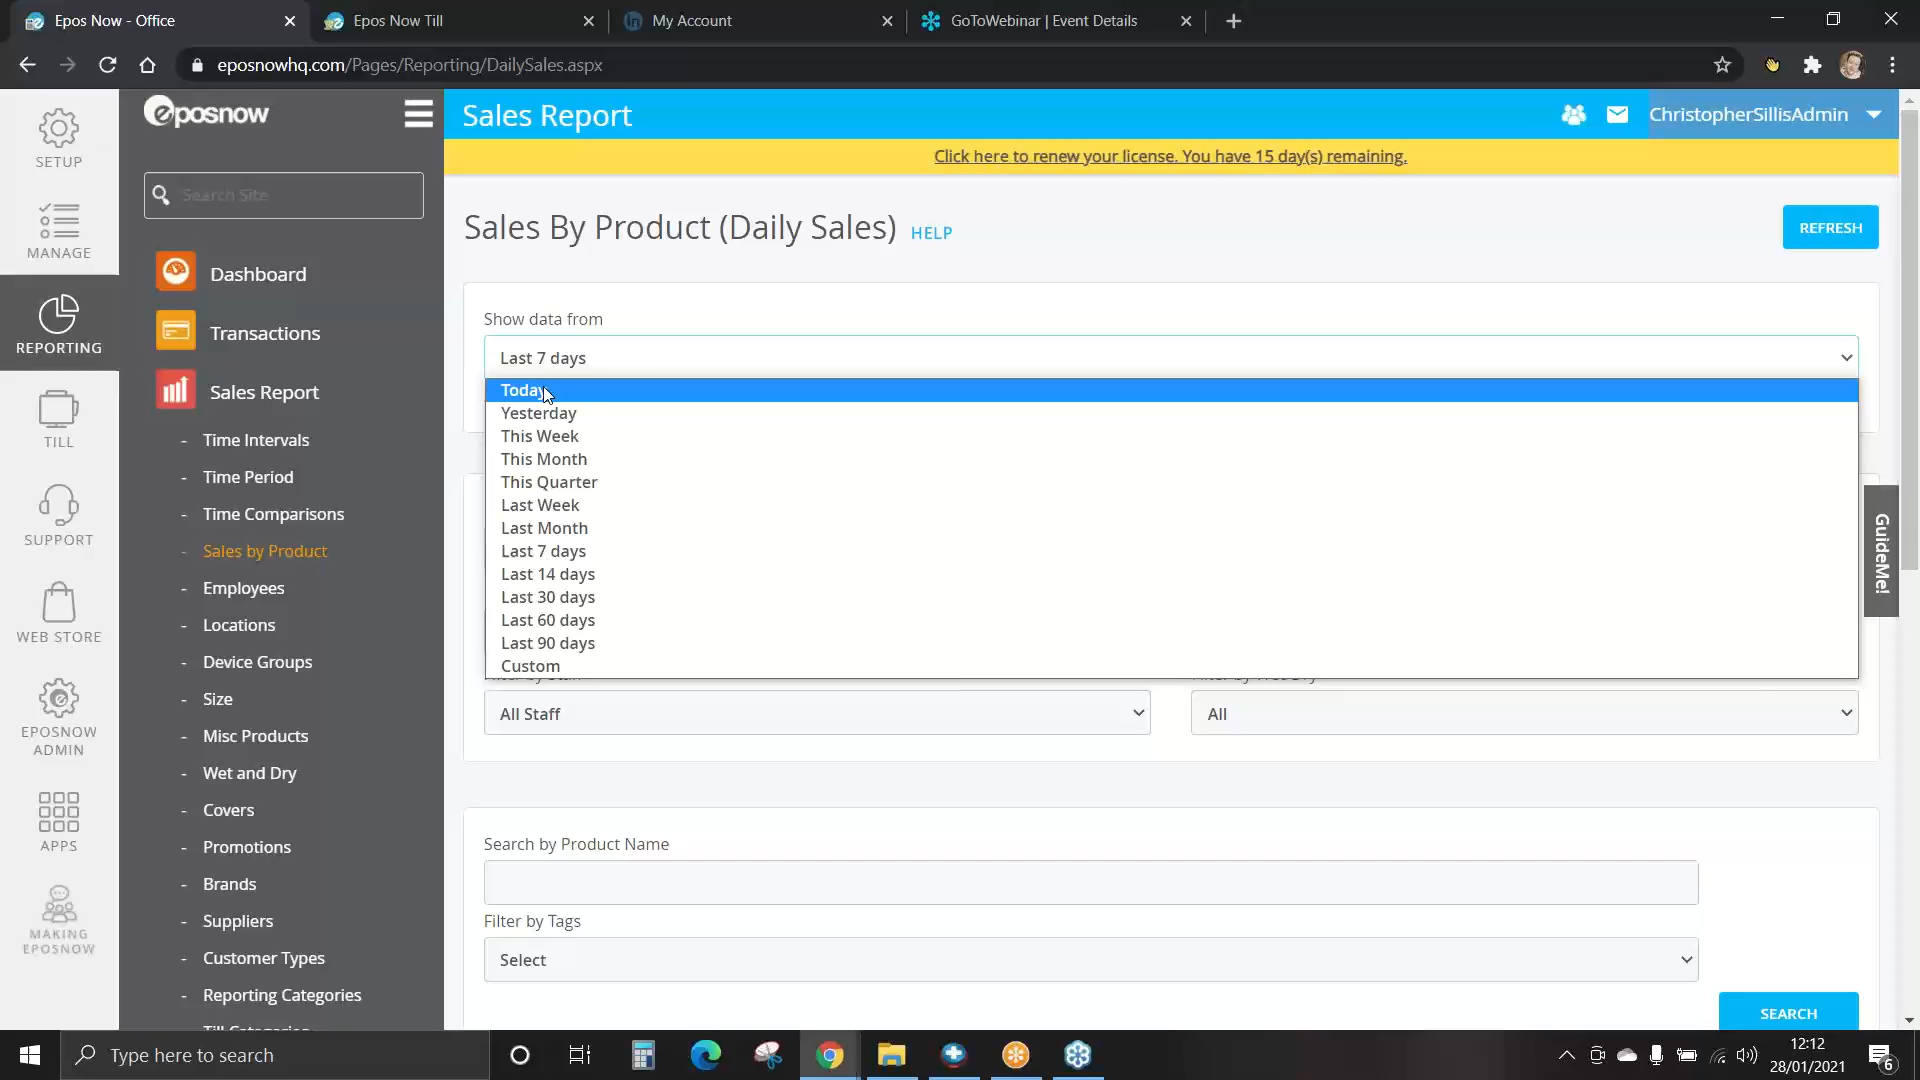 Epos Now - Office
Epos Now Till
My Account
GoToWebinar | Event Details
eposnowhq.com/Pages/Reporting/DailySales.aspx
SETUP
MANAGE
REPORTING
TILL
SUPPORT
WEB STORE
EPOSNOW
ADMIN
APPS
MAKING
EPOSNOW
eposnow
Search Site
Dashboard
Transactions
Sales Report
- Time Intervals
- Time Period
- Time Comparisons
- Sales by Product
- Employees
- Locations
- Device Groups
- Size
- Misc Products
- Wet and Dry
- Covers
- Promotions
- Brands
- Suppliers
- Customer Types
- Reporting Categories
Sales Report
ChristopherSillisAdmin
Click here to renew your license. You have 15 day(s) remaining.
Sales By Product (Daily Sales) HELP
REFRESH
Show data from
Last 7 days
Today
Yesterday
This Week
This Month
This Quarter
Last Week
Last Month
Last 7 days
Last 14 days
Last 30 days
Last 60 days
Last 90 days
Custom
All Staff
All
Search by Product Name
Filter by Tags
Select
SEARCH
GuideMe!
Type here to search
12:12
28/01/2021
6